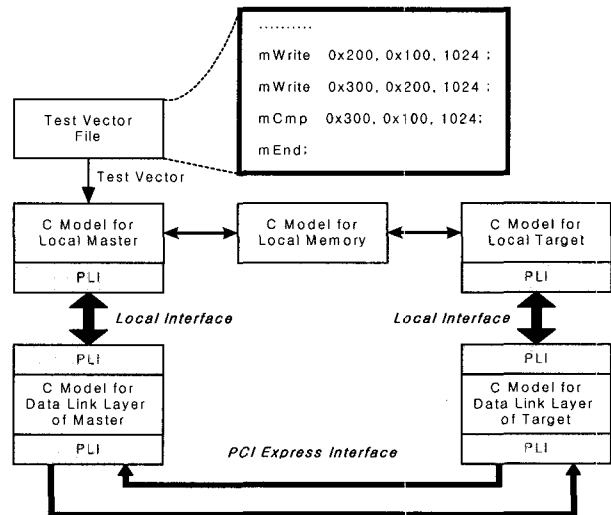 .........
mWrite 0x200, 0x100, 1024 ;
mWrite 0x300, 0x200, 1024 ;
mCmp 0x300, 0x100, 1024;
mEnd;
Test Vector
File
Test Vector
C Model for
Local Master
PLI
C Model for
Local Memory
C Model for
Local Target
PLI
Local Interface
Local Interface
PLI
C Model for
Data Link Layer
of Master
PLI
PLI
C Model for
Data Link Layer
of Target
PLI
PCI Express Interface